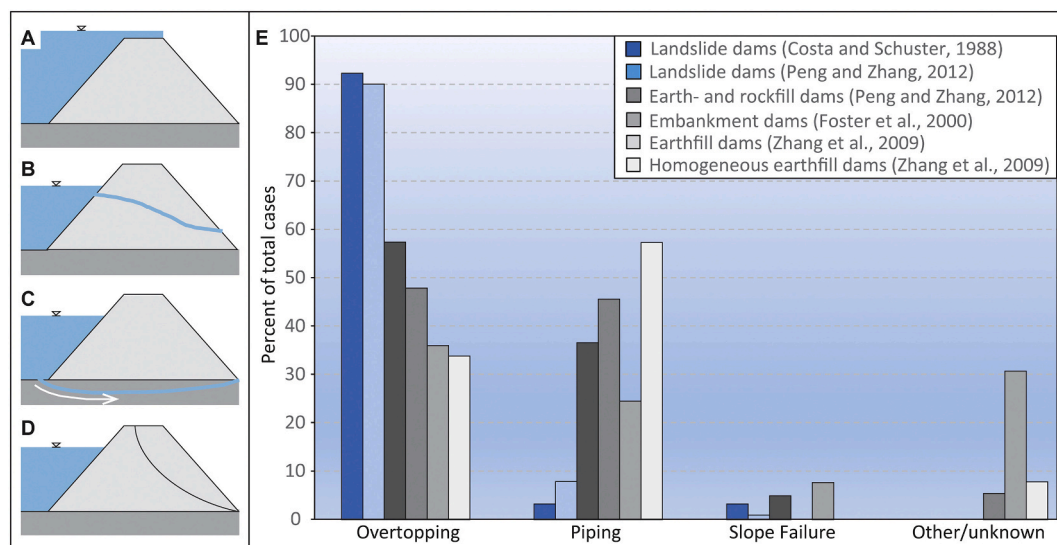 A
B
C
D
E
Percent of total cases
100
90
80
70
60
50
40
30
20
10
0
Landslide dams (Costa and Schuster, 1988)
Landslide dams (Peng and Zhang, 2012)
Earth- and rockfill dams (Peng and Zhang, 2012)
Embankment dams (Foster et al., 2000)
Earthfill dams (Zhang et al., 2009)
Homogeneous earthfill dams (Zhang et al., 2009)
Overtopping
Piping
Slope Failure
Other/unknown